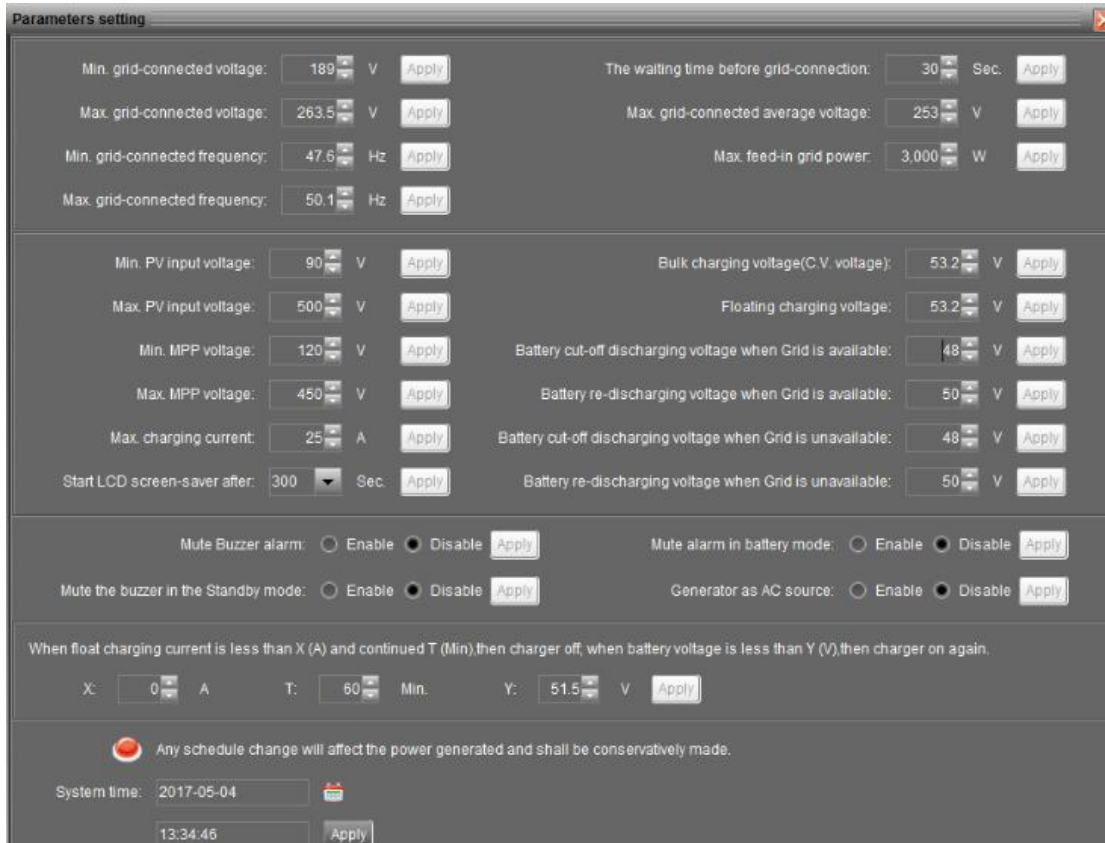 Parameters setting
Min. grid-connected voltage: 189 V Apply The waiting time before grid-connection: 30 Sec. Apply
Max. grid-connected voltage: 263.5 V Apply Max. grid-connected average voltage: 253 V Apply
Min. grid-connected frequency: 47.6 Hz Apply Max. feed-in grid power: 3,000 W Apply
Max. grid-connected frequency: 50.1 Hz Apply
Min. PV input voltage: 90 V Apply Bulk charging voltage(C.V. voltage): 53.2 V Apply
Max. PV input voltage: 500 V Apply Floating charging voltage: 53.2 V Apply
Min. MPP voltage: 120 V Apply Battery cut-off discharging voltage when Grid is available: 48 V Apply
Max. MPP voltage: 450 V Apply Battery re-discharging voltage when Grid is available: 50 V Apply
Max. charging current: 25 A Apply Battery cut-off discharging voltage when Grid is unavailable: 48 V Apply
Start LCD screen-saver after: 300 Sec. Apply Battery re-discharging voltage when Grid is unavailable: 50 V Apply
Mute Buzzer alarm: Enable Disable Apply Mute alarm in battery mode: Enable Disable Apply
Mute the buzzer in the Standby mode: Enable Disable Apply Generator as AC source: Enable Disable Apply
When float charging current is less than X (A) and continued T (Min),then charger off, when battery voltage is less than Y (V),then charger on again.
X: 0 A T: 60 Min. Y: 51.5 V Apply
Any schedule change will affect the power generated and shall be conservatively made.
System time: 2017-05-04
13:34:46 Apply